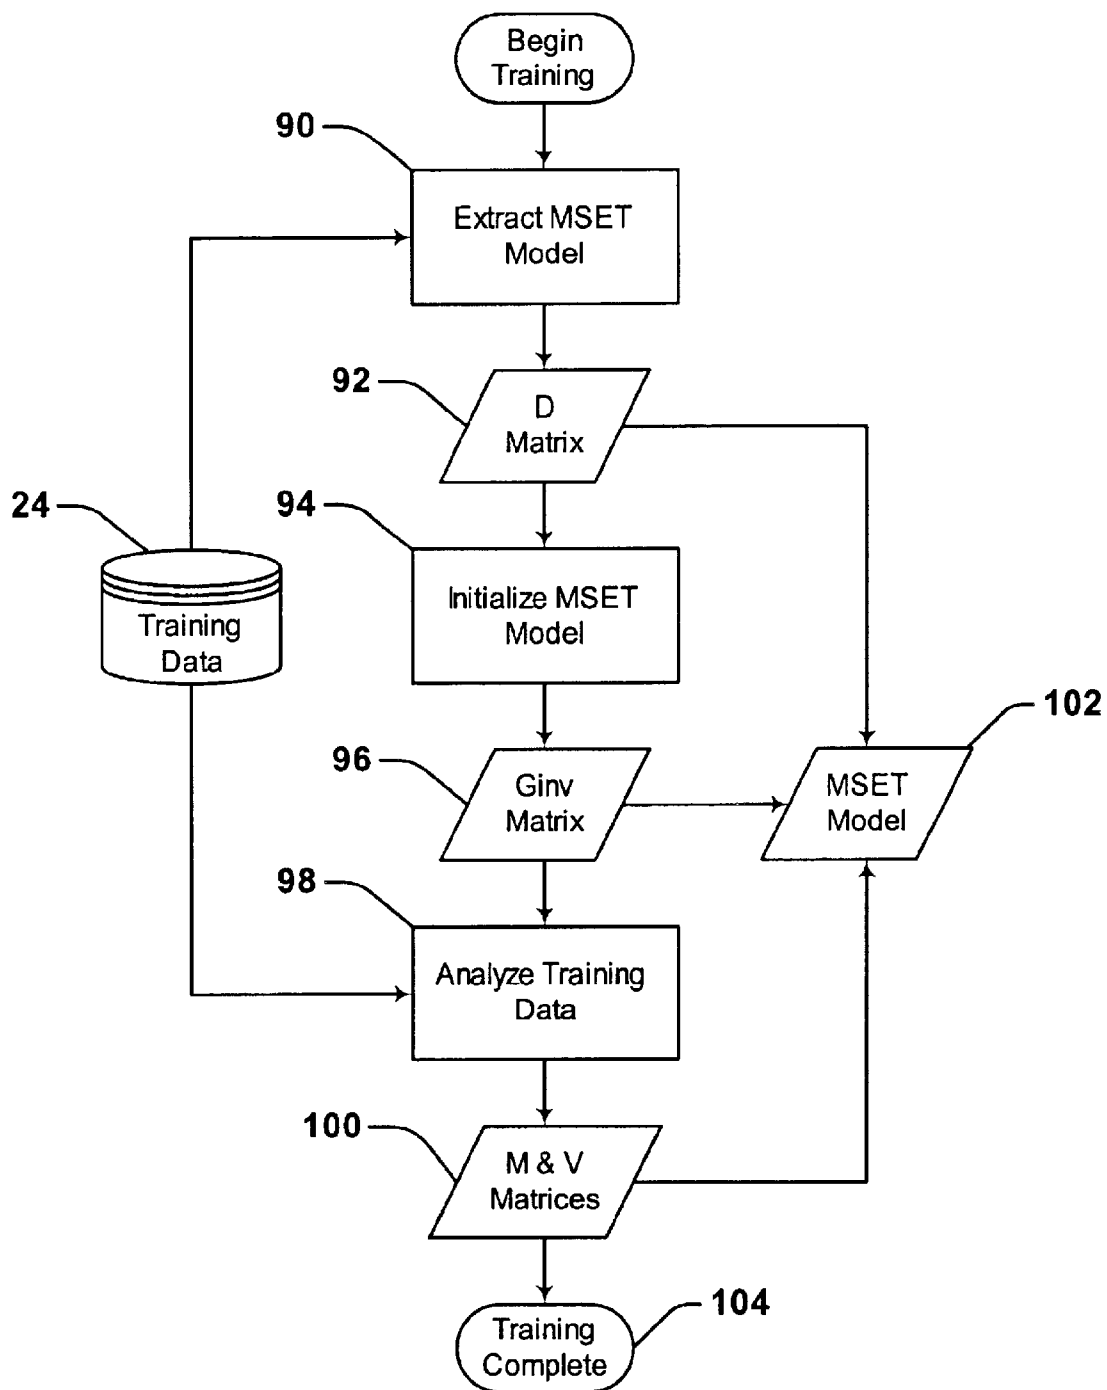 Begin
Training
90
Extract MSET
Model
92
D
Matrix
24
94
Training
Data
Initialize MSET
Model
102
96
Ginv
Matrix
MSET
Model
98
Analyze Training
Data
100
M & V
Matrices
104
Training
Complete